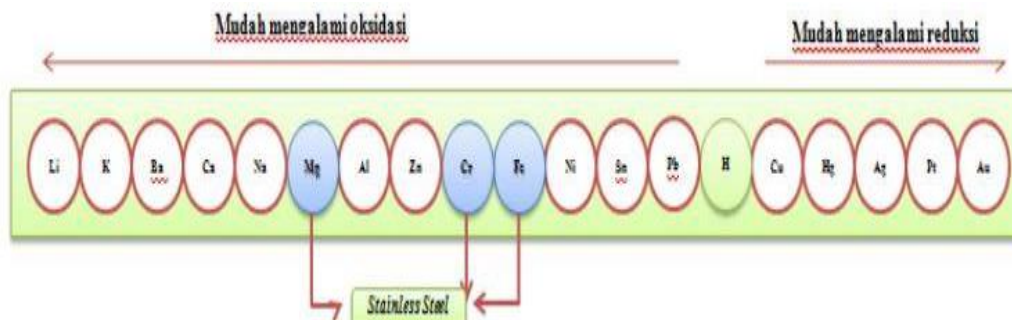 Mudah mengalami oksidasi
Mudah mengalami reduksi
Li K Ba Ca Na Mg Al Zn Cr Fe Ni Sn Pb H Cu Hg Ag Pt Au
Stainless Steel